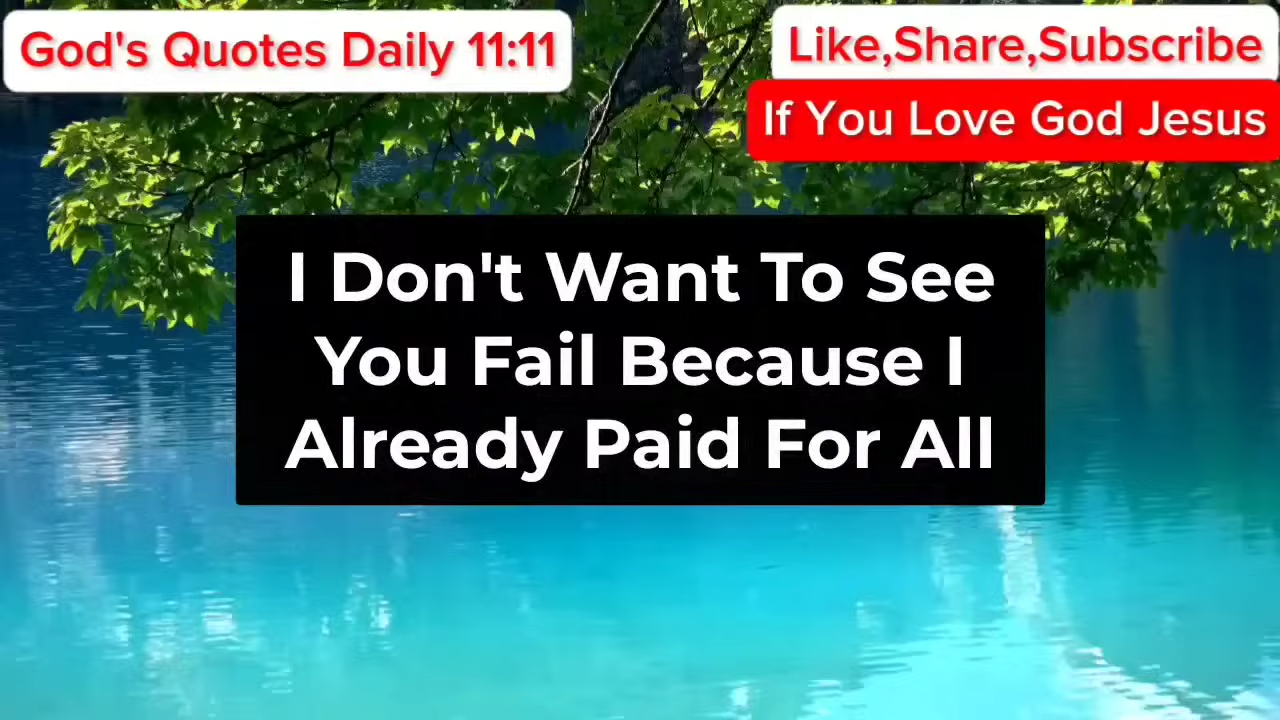 God's Quotes Daily 11:11
Like,Share,Subscribe
If You Love God Jesus
I Don't Want To See
You Fail Because I
Already Paid For All